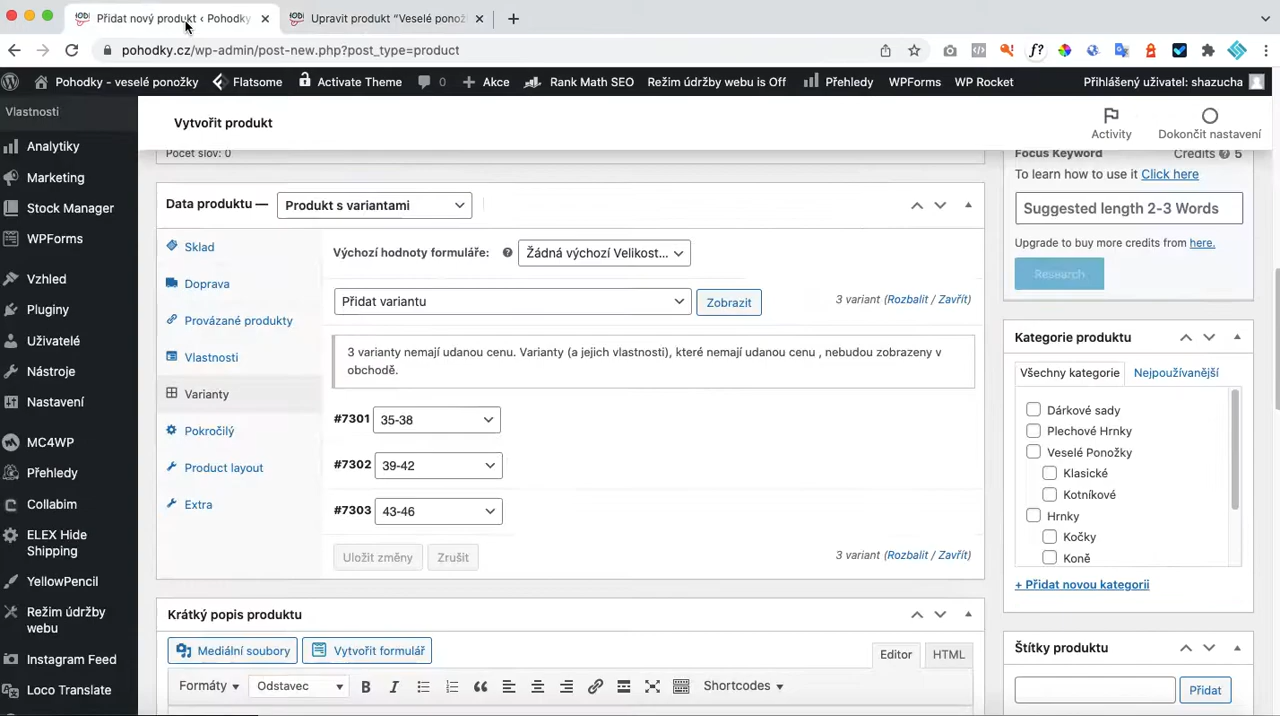 Přidat nový produkt ‹ Pohodky
Upravit produkt "Veselé ponož
pohodky.cz/wp-admin/post-new.php?post_type=product
Pohodky - veselé ponožky
Flatsome
Activate Theme
0
Akce
Rank Math SEO
Režim údržby webu is Off
Přehledy
WPForms
WP Rocket
Přihlášený uživatel: shazucha
Vlastnosti
Analytiky
Marketing
Stock Manager
WPForms
Vzhled
Pluginy
Uživatelé
Nástroje
Nastavení
MC4WP
Přehledy
Collabim
ELEX Hide
Shipping
YellowPencil
Režim údržby
webu
Instagram Feed
Loco Translate
Vytvořit produkt
Activity
Dokončit nastavení
Počet slov: 0
Data produktu —
Produkt s variantami
Sklad
Doprava
Provázané produkty
Vlastnosti
Varianty
Pokročilý
Product layout
Extra
Výchozí hodnoty formuláře:
Žádná výchozí Velikost...
Přidat variantu
Zobrazit
3 variant (Rozbalit / Zavřít)
3 varianty nemají udanou cenu. Varianty (a jejich vlastnosti), které nemají udanou cenu , nebudou zobrazeny v
obchodě.
#7301 35-38
#7302 39-42
#7303 43-46
Uložit změny
Zrušit
3 variant (Rozbalit / Zavřít)
Krátký popis produktu
Mediální soubory
Vytvořit formulář
Editor
HTML
Formáty
Odstavec
Shortcodes
Focus Keyword
Credits 5
To learn how to use it Click here
Suggested length 2-3 Words
Upgrade to buy more credits from here.
Research
Kategorie produktu
Všechny kategorie
Nejpoužívanější
Dárkové sady
Plechové Hrnky
Veselé Ponožky
Klasické
Kotníkové
Hrnky
Kočky
Koně
+ Přidat novou kategorii
Štítky produktu
Přidat